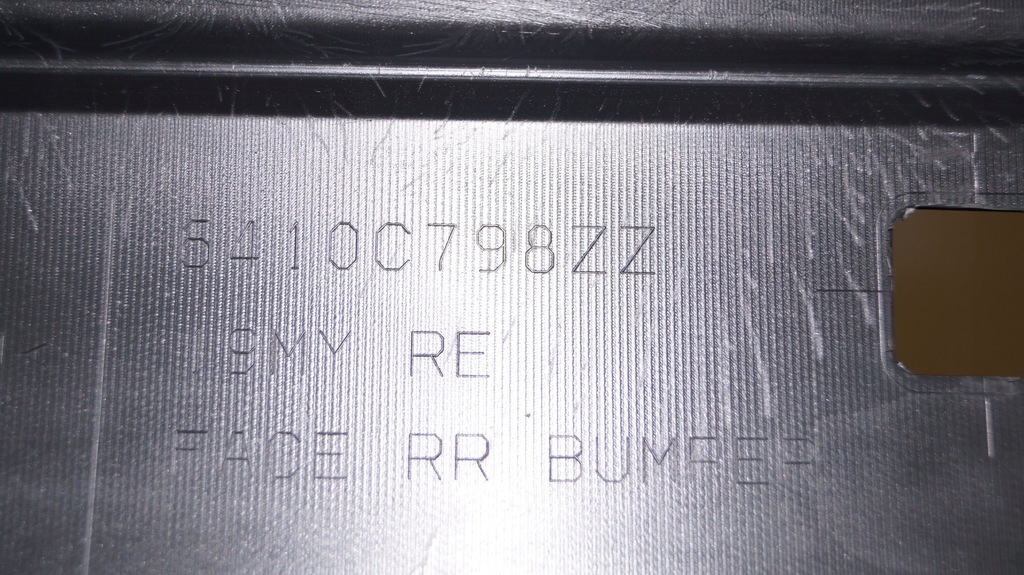 5410C798ZZ
19MY RE
FACE RR BUMPER